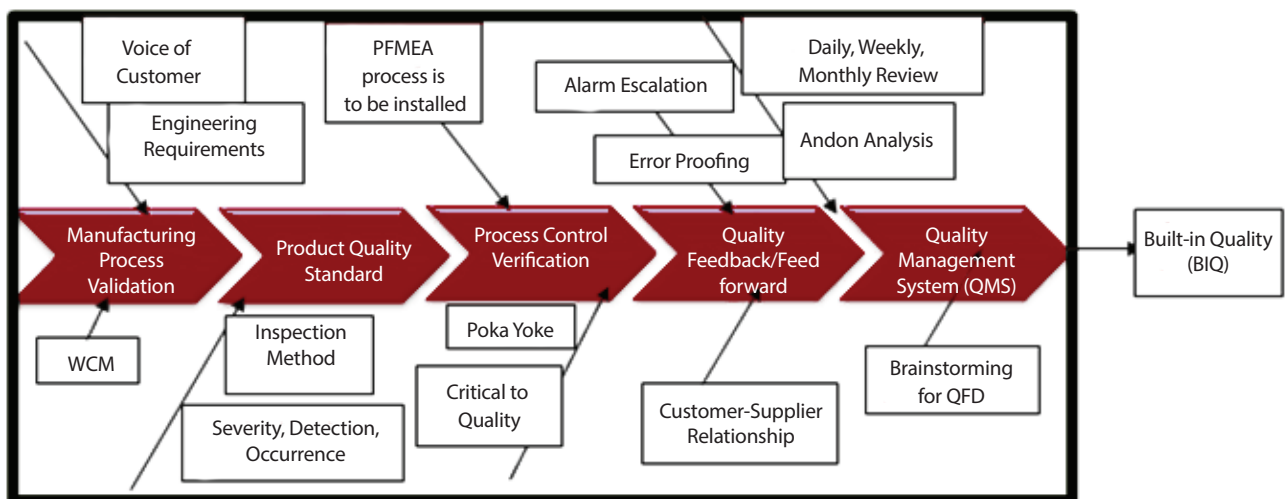 Voice of
Customer
Engineering
Requirements
PFMEA
process is
to be installed
Alarm Escalation
Error Proofing
Daily, Weekly,
Monthly Review
Andon Analysis
Manufacturing
Process
Validation
Product Quality
Standard
Process Control
Verification
Quality
Feedback/Feed
forward
Quality
Management
System (QMS)
Built-in Quality
(BIQ)
WCM
Inspection
Method
Severity, Detection,
Occurrence
Poka Yoke
Critical to
Quality
Customer-Supplier
Relationship
Brainstorming
for QFD